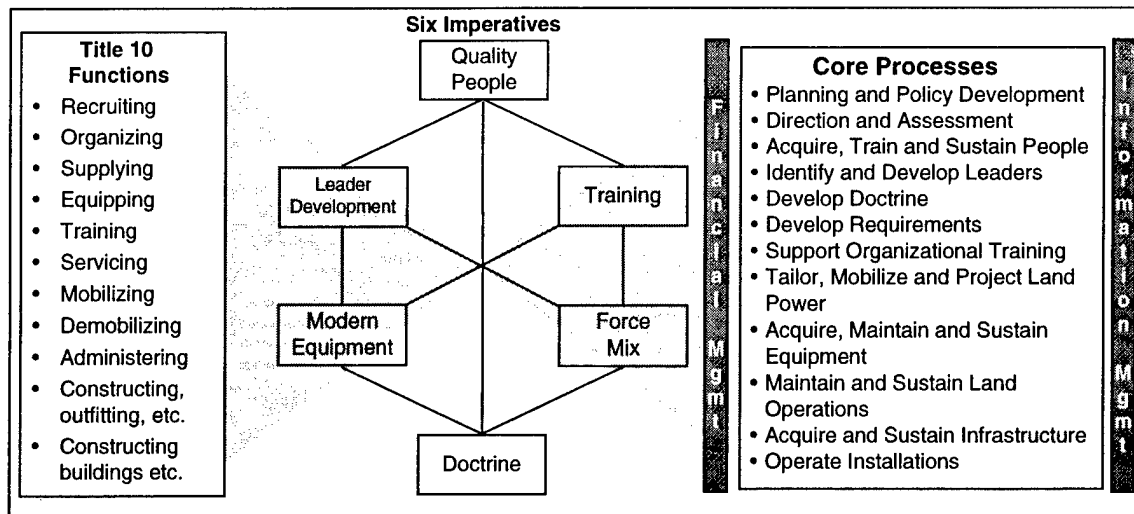 Title 10
Functions
• Recruiting
• Organizing
• Supplying
• Equipping
• Training
• Servicing
• Mobilizing
• Demobilizing
• Administering
• Constructing,
outfitting, etc.
• Constructing
buildings etc.
Six Imperatives
Quality
People
Leader
Development
Training
Modern
Equipment
Force
Mix
Doctrine
Financial Mgmt
Core Processes
• Planning and Policy Development
• Direction and Assessment
• Acquire, Train and Sustain People
• Identify and Develop Leaders
• Develop Doctrine
• Develop Requirements
• Support Organizational Training
• Tailor, Mobilize and Project Land
Power
• Acquire, Maintain and Sustain
Equipment
• Maintain and Sustain Land
Operations
• Acquire and Sustain Infrastructure
• Operate Installations
Information Mgmt